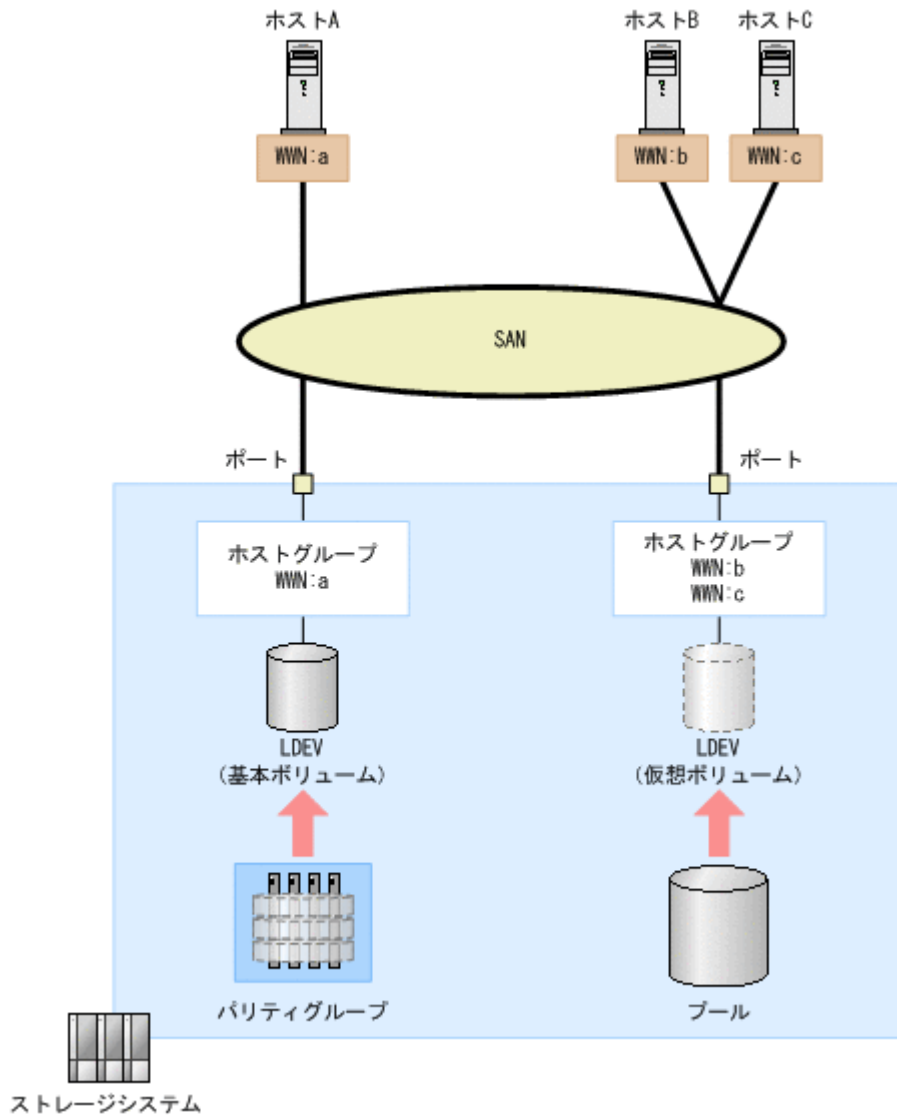 ホストA
ホストB
ホストC
WWN:a
WWN:b
WWN:c
SAN
ポート
ポート
ホストグループ
WWN:a
ホストグループ
WWN:b
WWN:c
LDEV
(基本ボリューム)
LDEV
(仮想ボリューム)
パリティグループ
プール
ストレージシステム